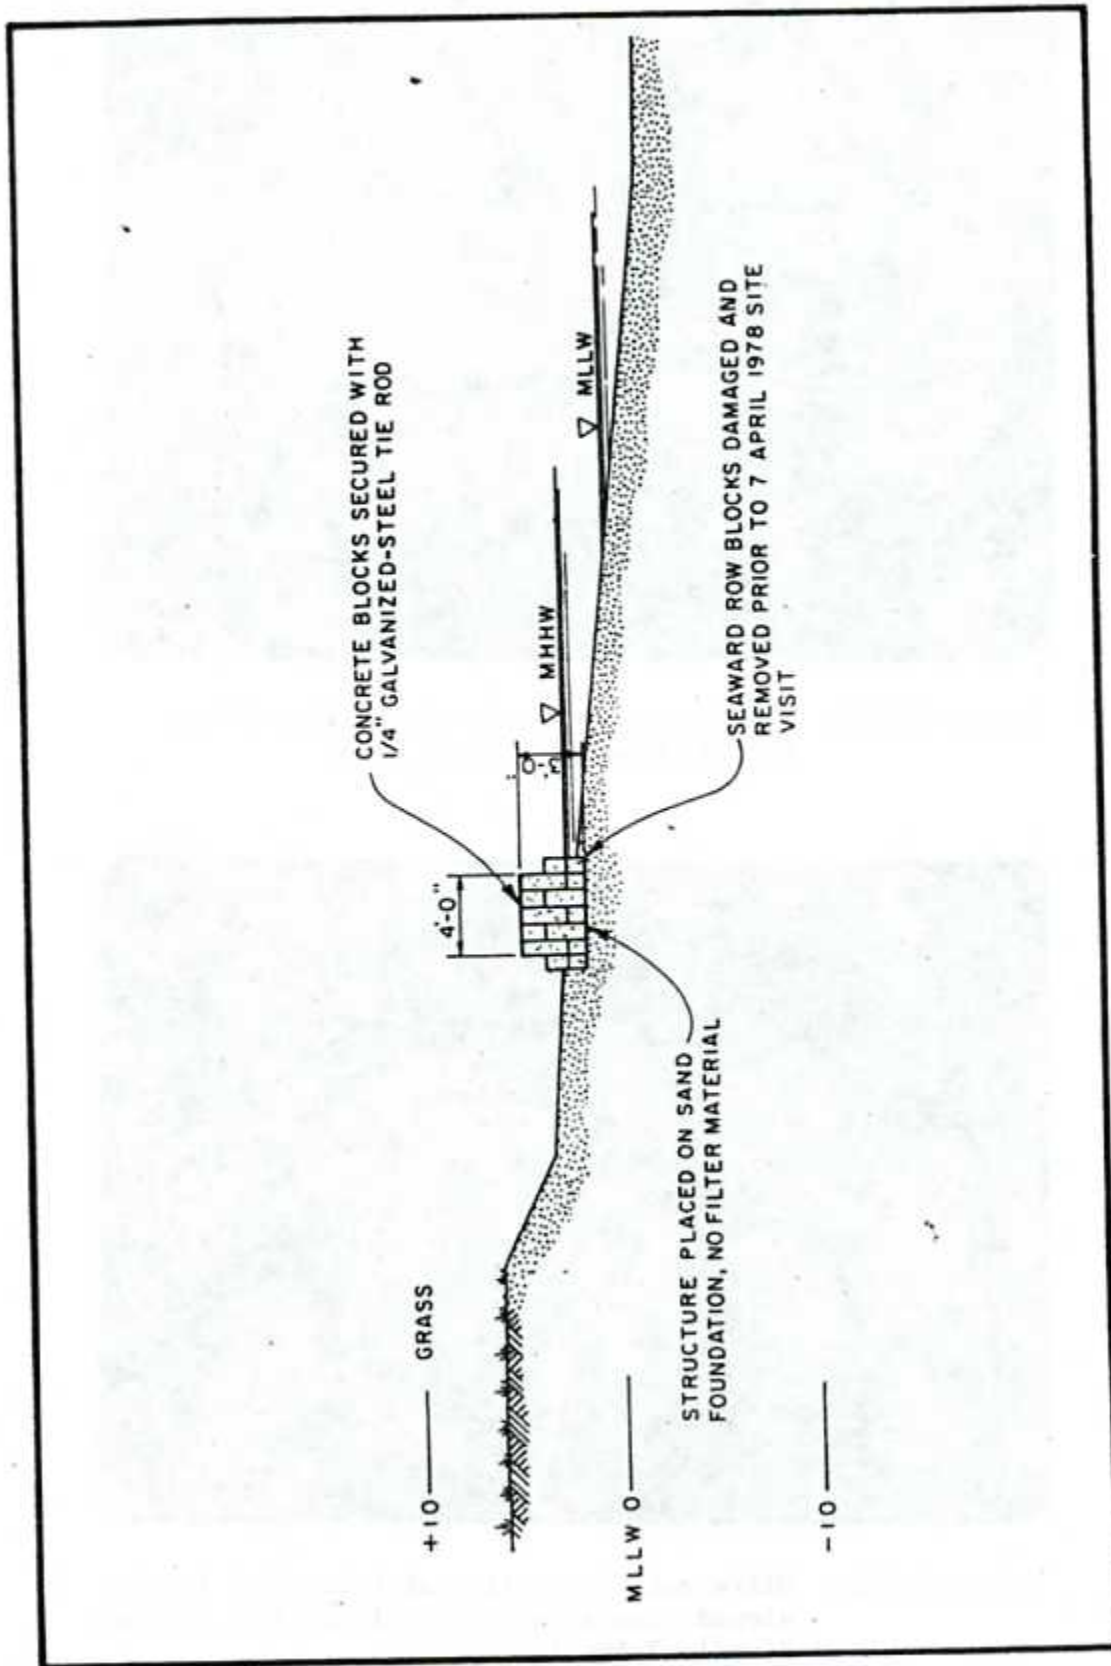 CONCRETE BLOCKS SECURED WITH
1/4" GALVANIZED-STEEL TIE ROD
4'-0"
MHHW
MLLW
+10
GRASS
MLLW 0
-10
STRUCTURE PLACED ON SAND
FOUNDATION, NO FILTER MATERIAL
SEAWARD ROW BLOCKS DAMAGED AND
REMOVED PRIOR TO 7 APRIL 1978 SITE
VISIT